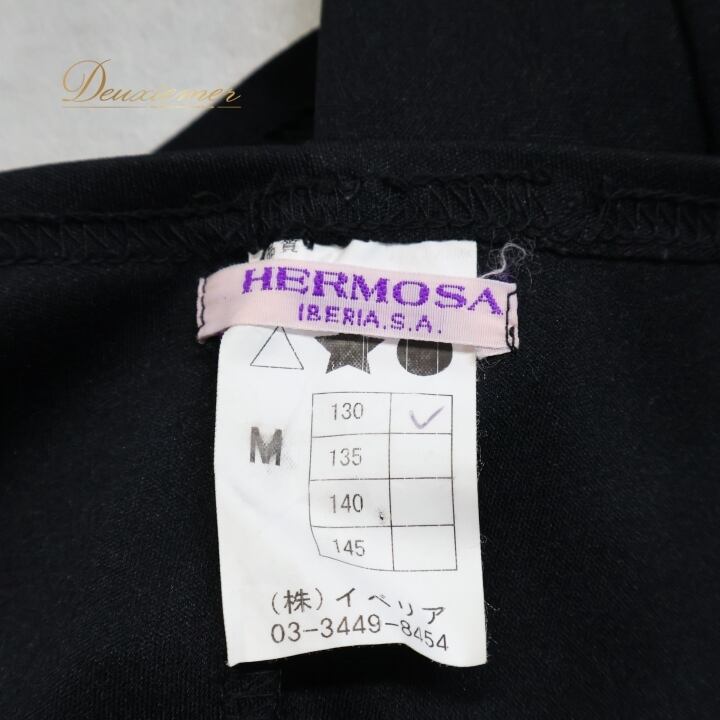 Deuxiemer
HERMOSA
IBERIA.S.A.
M
130
135
140
145
(株)イベリア
03-3449-8454